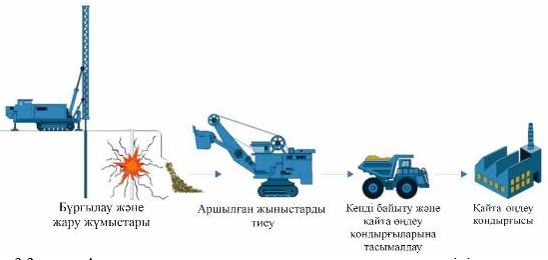 Бұрғылау және
жару жұмыстары
Аршылған жыныстарды
тиеу
Кенді байыту және
қайта өңдеу
қондырғыларына
тасымалдау
Қайта өңдеу
қондырғысы